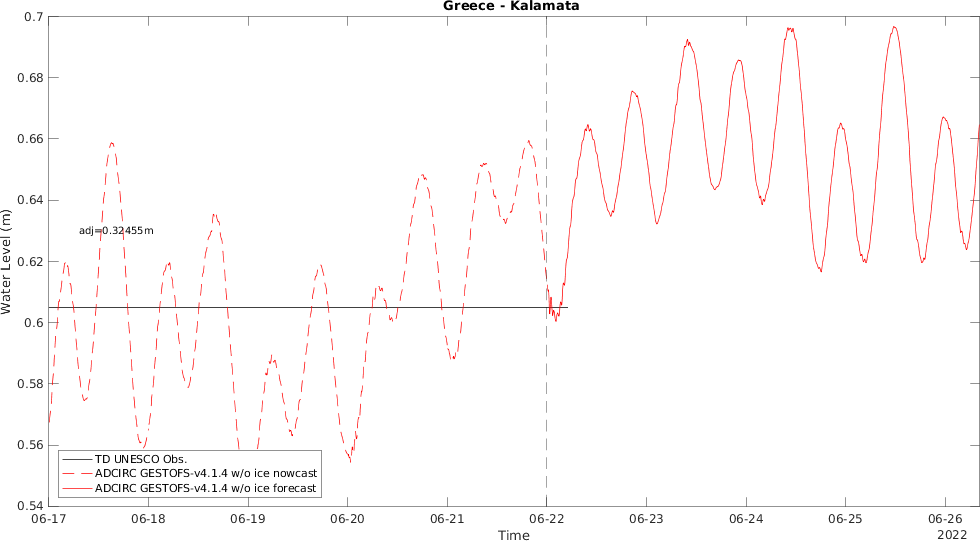 Greece - Kalamata
0.7
0.68
0.66
0.64
0.62
0.6
0.58
0.56
0.54
Water Level (m)
adj=0.32455m
TD UNESCO Obs.
ADCIRC GESTOFS-v4.1.4 w/o ice nowcast
ADCIRC GESTOFS-v4.1.4 w/o ice forecast
06-17 06-18 06-19 06-20 06-21 06-22 06-23 06-24 06-25 06-26
Time
2022